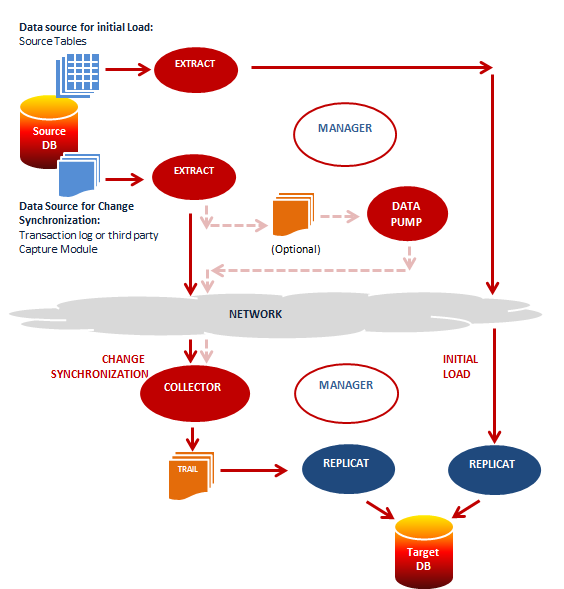 Data source for initial Load:
Source Tables
EXTRACT
MANAGER
Source
DB
EXTRACT
Data Source for Change
Synchronization:
Transaction log or third party
Capture Module
(Optional)
DATA
PUMP
NETWORK
CHANGE
SYNCHRONIZATION
INITIAL
LOAD
COLLECTOR
MANAGER
TRAIL
REPLICAT
REPLICAT
Target
DB